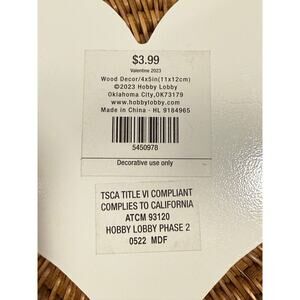 $3.99
Valentine 2023
Wood Decor/4x5in(11x12cm)
©2023 Hobby Lobby
Oklahoma City,OK73179
www.hobbylobby.com
Made in China - HL 9184965
5450978
Decorative use only
TSCA TITLE VI COMPLIANT
COMPLIES TO CALIFORNIA
ATCM 93120
HOBBY LOBBY PHASE 2
0522 MDF